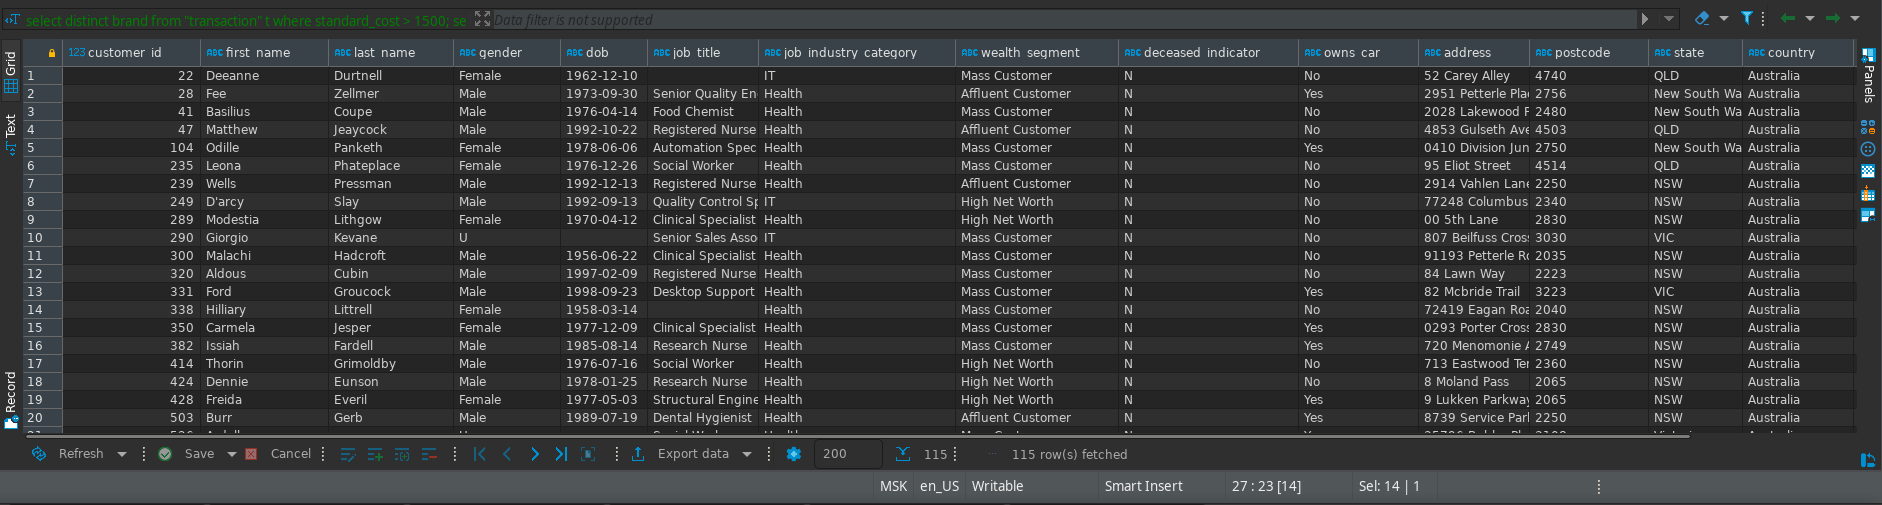 select distinct brand from "transaction" t where standard_cost > 1500; se Data filter is not supported
Grid
Text
Record
Panels
123 customer_id ABC first_name ABC last_name ABC gender ABC dob ABC job_title ABC job_industry_category ABC wealth_segment ABC deceased_indicator ABC owns_car ABC address ABC postcode ABC state ABC country
1 22 Deeanne Durtnell Female 1962-12-10 IT Mass Customer N No 52 Carey Alley 4740 QLD Australia
2 28 Fee Zellmer Male 1973-09-30 Senior Quality En Health Affluent Customer N Yes 2951 Petterle Pla 2756 New South Wa Australia
3 41 Basilius Coupe Male 1976-04-14 Food Chemist Health Mass Customer N No 2028 Lakewood P 2480 New South Wa Australia
4 47 Matthew Jeaycock Male 1992-10-22 Registered Nurse Health Affluent Customer N No 4853 Gulseth Ave 4503 QLD Australia
5 104 Odille Panketh Female 1978-06-06 Automation Spec Health Mass Customer N Yes 0410 Division Jun 2750 New South Wa Australia
6 235 Leona Phateplace Female 1976-12-26 Social Worker Health Mass Customer N No 95 Eliot Street 4514 QLD Australia
7 239 Wells Pressman Male 1992-12-13 Registered Nurse Health Affluent Customer N No 2914 Vahlen Lane 2250 NSW Australia
8 249 D'arcy Slay Male 1992-09-13 Quality Control Sp IT High Net Worth N No 77248 Columbus 2340 NSW Australia
9 289 Modestia Lithgow Female 1970-04-12 Clinical Specialist Health High Net Worth N No 00 5th Lane 2830 NSW Australia
10 290 Giorgio Kevane U Senior Sales Asso IT Mass Customer N No 807 Beilfuss Cros 3030 VIC Australia
11 300 Malachi Hadcroft Male 1956-06-22 Clinical Specialist Health Mass Customer N No 91193 Petterle Ro 2035 NSW Australia
12 320 Aldous Cubin Male 1997-02-09 Registered Nurse Health Mass Customer N No 84 Lawn Way 2223 NSW Australia
13 331 Ford Groucock Male 1998-09-23 Desktop Support Health Mass Customer N Yes 82 Mcbride Trail 3223 VIC Australia
14 338 Hilliary Littrell Female 1958-03-14 Health Mass Customer N No 72419 Eagan Roa 2040 NSW Australia
15 350 Carmela Jesper Female 1977-12-09 Clinical Specialist Health Mass Customer N Yes 0293 Porter Cross 2830 NSW Australia
16 382 Issiah Fardell Male 1985-08-14 Research Nurse Health Mass Customer N Yes 720 Menomonie A 2749 NSW Australia
17 414 Thorin Grimoldby Male 1976-07-16 Social Worker Health High Net Worth N No 713 Eastwood Ter 2360 NSW Australia
18 424 Dennie Eunson Male 1978-01-25 Research Nurse Health High Net Worth N No 8 Moland Pass 2065 NSW Australia
19 428 Freida Everil Female 1977-05-03 Structural Engine Health High Net Worth N Yes 9 Lukken Parkway 2065 NSW Australia
20 503 Burr Gerb Male 1989-07-19 Dental Hygienist Health Affluent Customer N Yes 8739 Service Parl 2250 NSW Australia
Refresh Save Cancel Export data 200 115 115 row(s) fetched
MSK en_US Writable Smart Insert 27 : 23 [14] Sel: 14 | 1